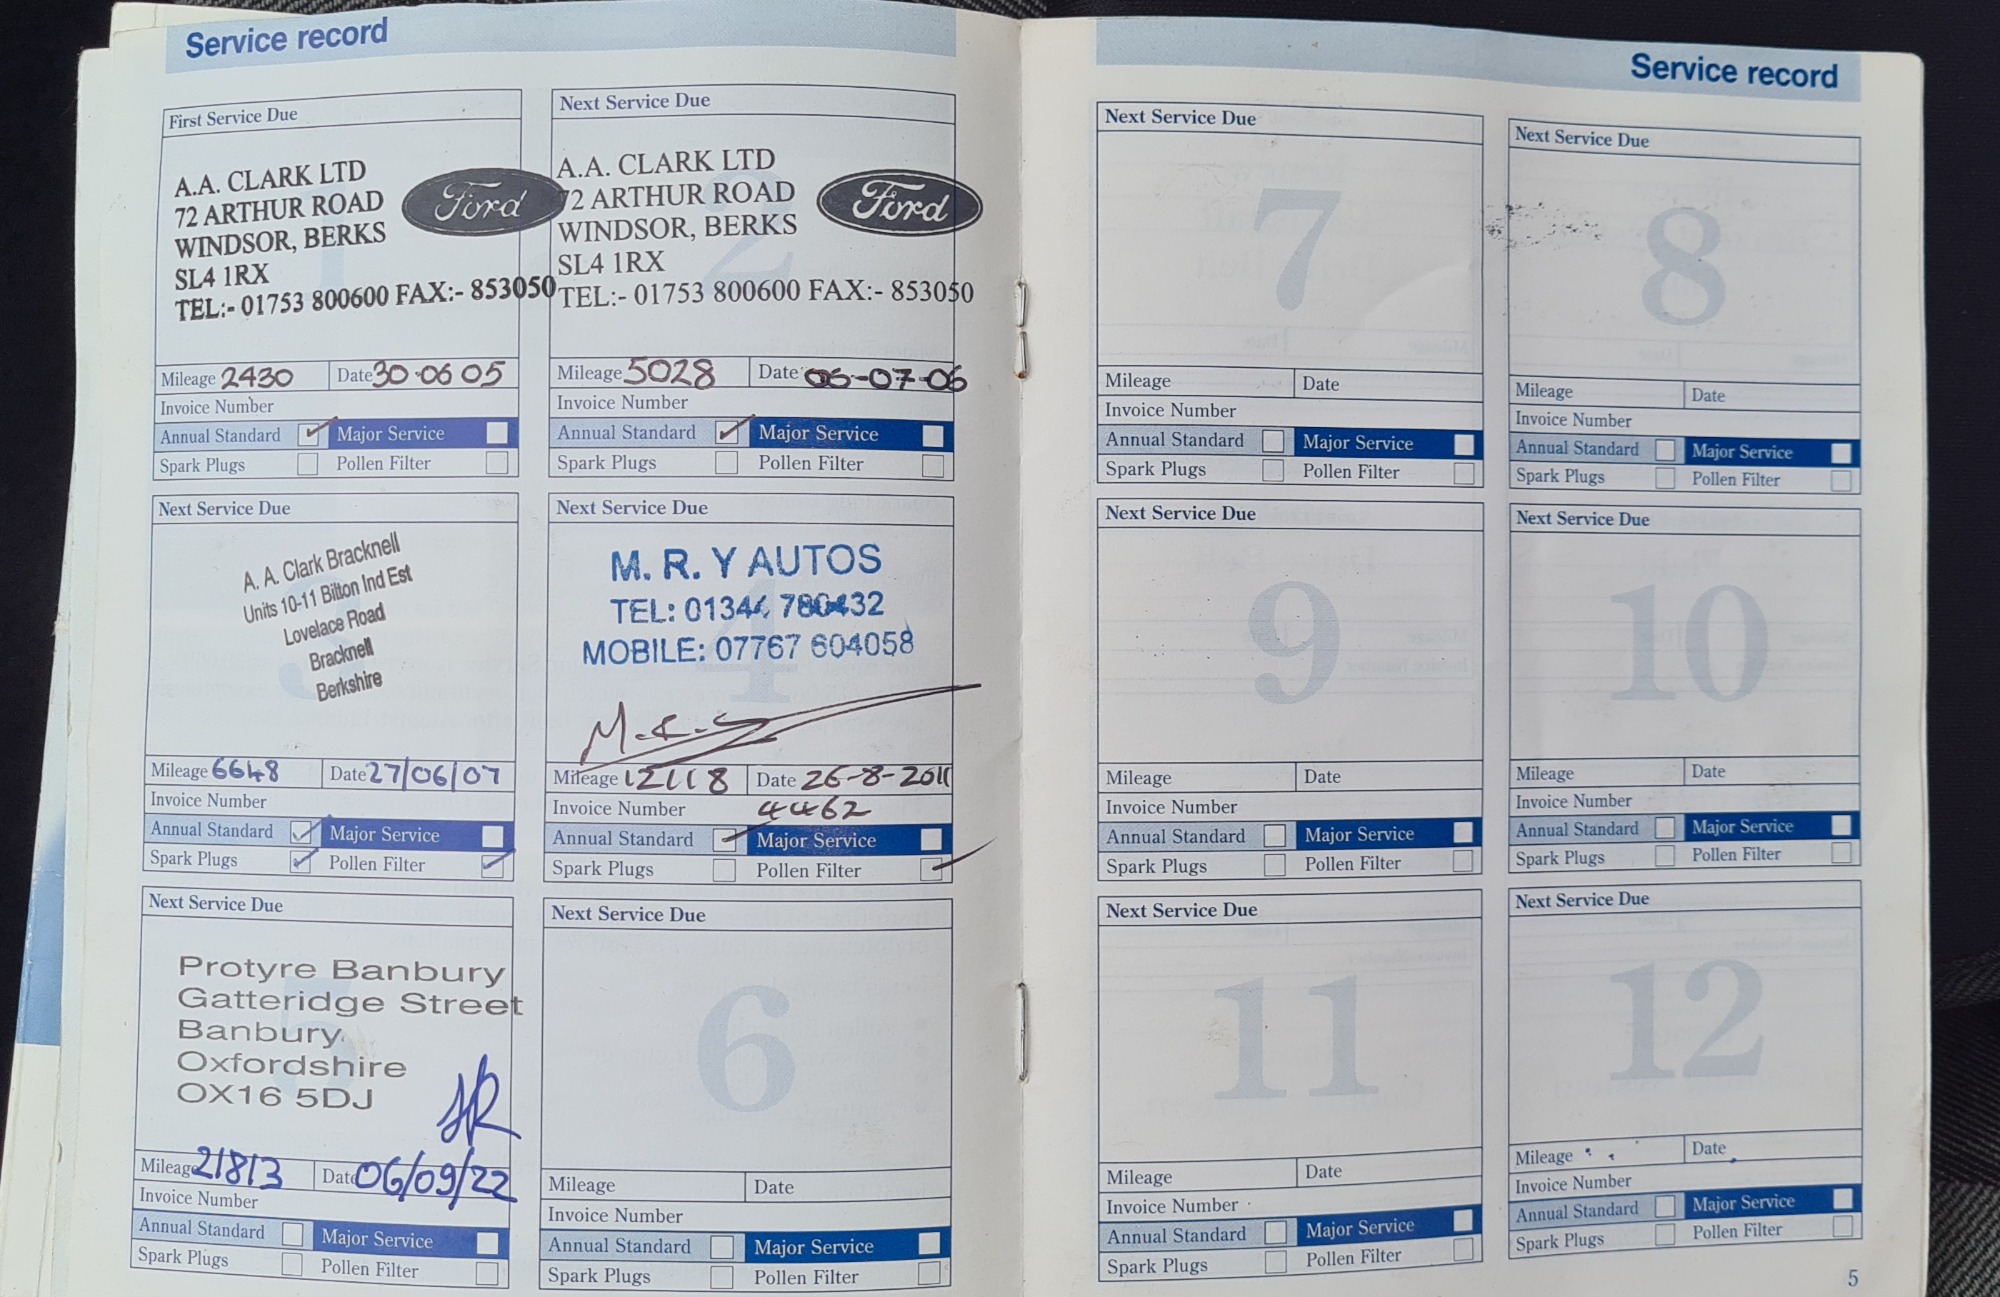 Service record
First Service Due
A.A. CLARK LTD
72 ARTHUR ROAD
WINDSOR, BERKS
SL4 1RX
TEL:- 01753 800600 FAX:- 853050
Ford
Mileage 2430 Date 30·06 05
Invoice Number
Annual Standard Major Service
Spark Plugs Pollen Filter
Next Service Due
2
A.A. CLARK LTD
72 ARTHUR ROAD
WINDSOR, BERKS
SL4 1RX
TEL:- 01753 800600 FAX:- 853050
Ford
Mileage 5028 Date 06-07-06
Invoice Number
Annual Standard Major Service
Spark Plugs Pollen Filter
Next Service Due
3
A. A. Clark Bracknell
Units 10-11 Bilton Ind Est
Lovelace Road
Bracknell
Berkshire
Mileage 6648 Date 27/06/07
Invoice Number
Annual Standard Major Service
Spark Plugs Pollen Filter
Next Service Due
4
M. R. Y AUTOS
TEL: 01344 780432
MOBILE: 07767 604058
Mileage 12118 Date 26-8-2011
Invoice Number 4462
Annual Standard Major Service
Spark Plugs Pollen Filter
Next Service Due
5
Protyre Banbury
Gatteridge Street
Banbury
Oxfordshire
OX16 5DJ
Mileage 21813 Date 06/09/22
Invoice Number
Annual Standard Major Service
Spark Plugs Pollen Filter
Next Service Due
6
Mileage Date
Invoice Number
Annual Standard Major Service
Spark Plugs Pollen Filter
Service record
Next Service Due
7
Mileage Date
Invoice Number
Annual Standard Major Service
Spark Plugs Pollen Filter
Next Service Due
8
Mileage Date
Invoice Number
Annual Standard Major Service
Spark Plugs Pollen Filter
Next Service Due
9
Mileage Date
Invoice Number
Annual Standard Major Service
Spark Plugs Pollen Filter
Next Service Due
10
Mileage Date
Invoice Number
Annual Standard Major Service
Spark Plugs Pollen Filter
Next Service Due
11
Mileage Date
Invoice Number
Annual Standard Major Service
Spark Plugs Pollen Filter
Next Service Due
12
Mileage Date
Invoice Number
Annual Standard Major Service
Spark Plugs Pollen Filter
5